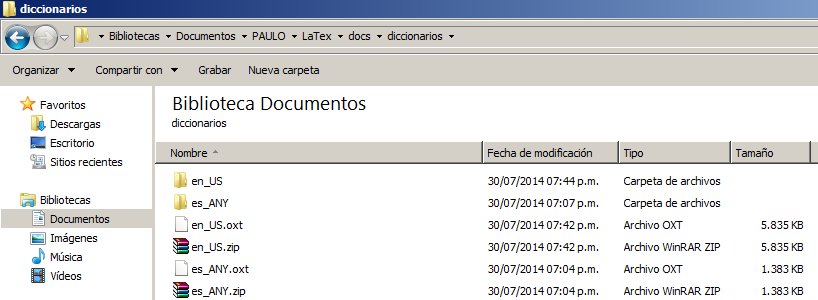 diccionarios
Bibliotecas Documentos PAULO LaTex docs diccionarios
Organizar Compartir con Grabar Nueva carpeta
Favoritos
Descargas
Escritorio
Sitios recientes
Bibliotecas
Documentos
Imágenes
Música
Vídeos
Biblioteca Documentos
diccionarios
Nombre Fecha de modificación Tipo Tamaño
en_US 30/07/2014 07:44 p.m. Carpeta de archivos
es_ANY 30/07/2014 07:07 p.m. Carpeta de archivos
en_US.oxt 30/07/2014 07:42 p.m. Archivo OXT 5.835 KB
en_US.zip 30/07/2014 07:42 p.m. Archivo WinRAR ZIP 5.835 KB
es_ANY.oxt 30/07/2014 07:04 p.m. Archivo OXT 1.383 KB
es_ANY.zip 30/07/2014 07:04 p.m. Archivo WinRAR ZIP 1.383 KB